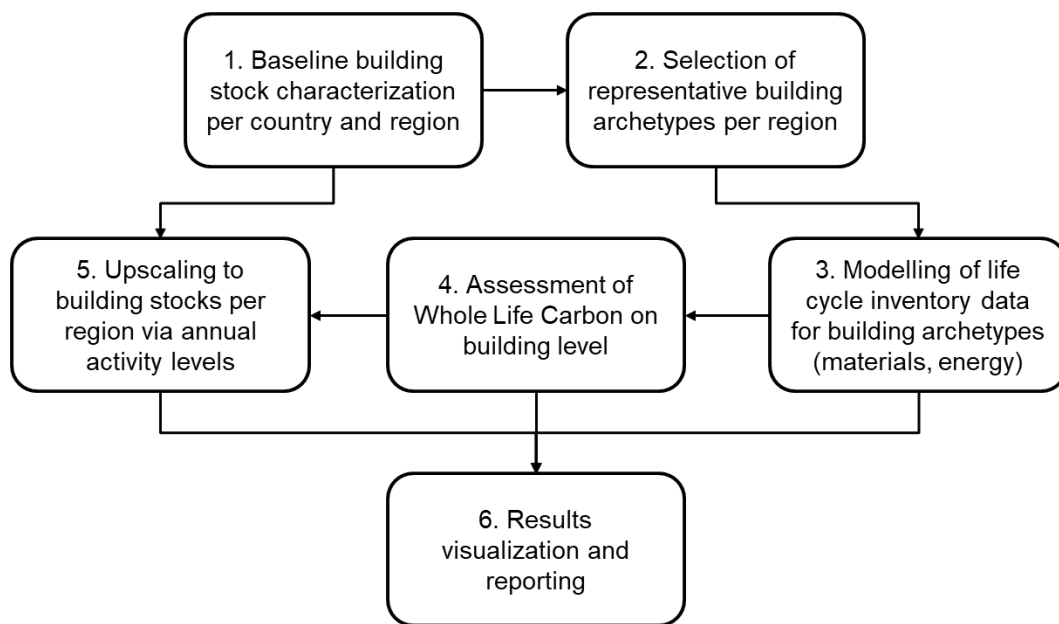 1. Baseline building
stock characterization
per country and region
2. Selection of
representative building
archetypes per region
5. Upscaling to
building stocks per
region via annual
activity levels
4. Assessment of
Whole Life Carbon on
building level
3. Modelling of life
cycle inventory data
for building archetypes
(materials, energy)
6. Results
visualization and
reporting